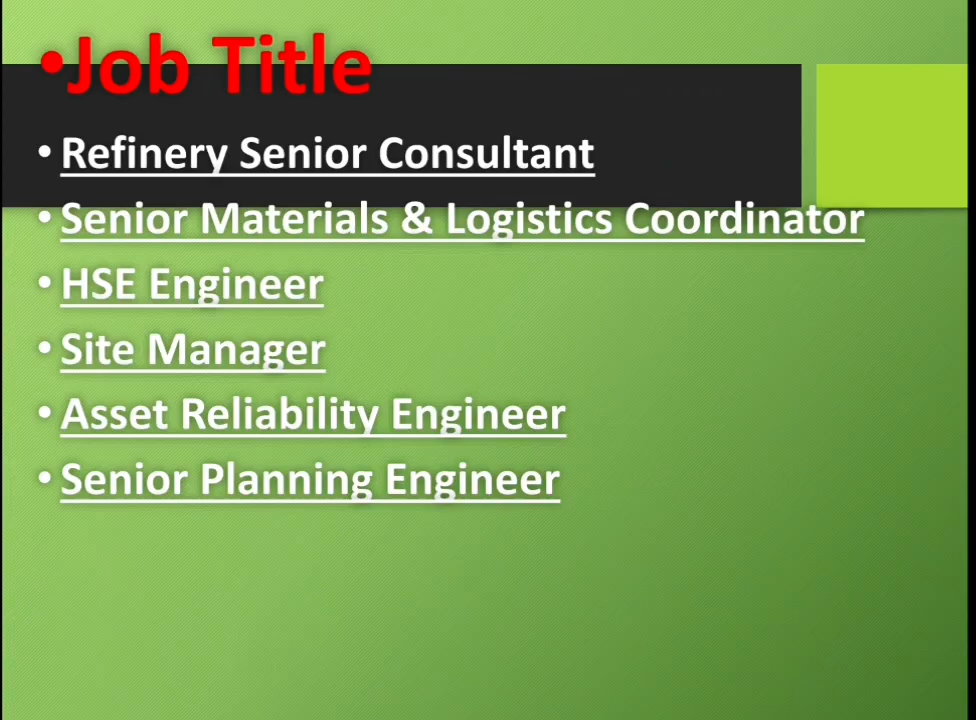 •Job Title
• Refinery Senior Consultant
• Senior Materials & Logistics Coordinator
• HSE Engineer
• Site Manager
• Asset Reliability Engineer
• Senior Planning Engineer